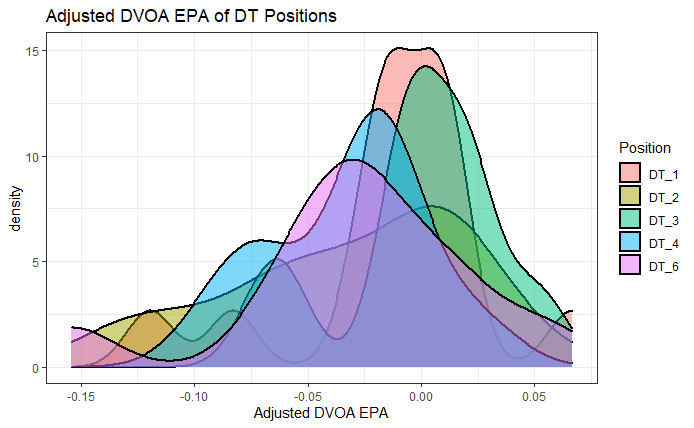 Adjusted DVOA EPA of DT Positions
15
10
5
0
density
-0.15 -0.10 -0.05 0.00 0.05
Adjusted DVOA EPA
Position
DT_1
DT_2
DT_3
DT_4
DT_6